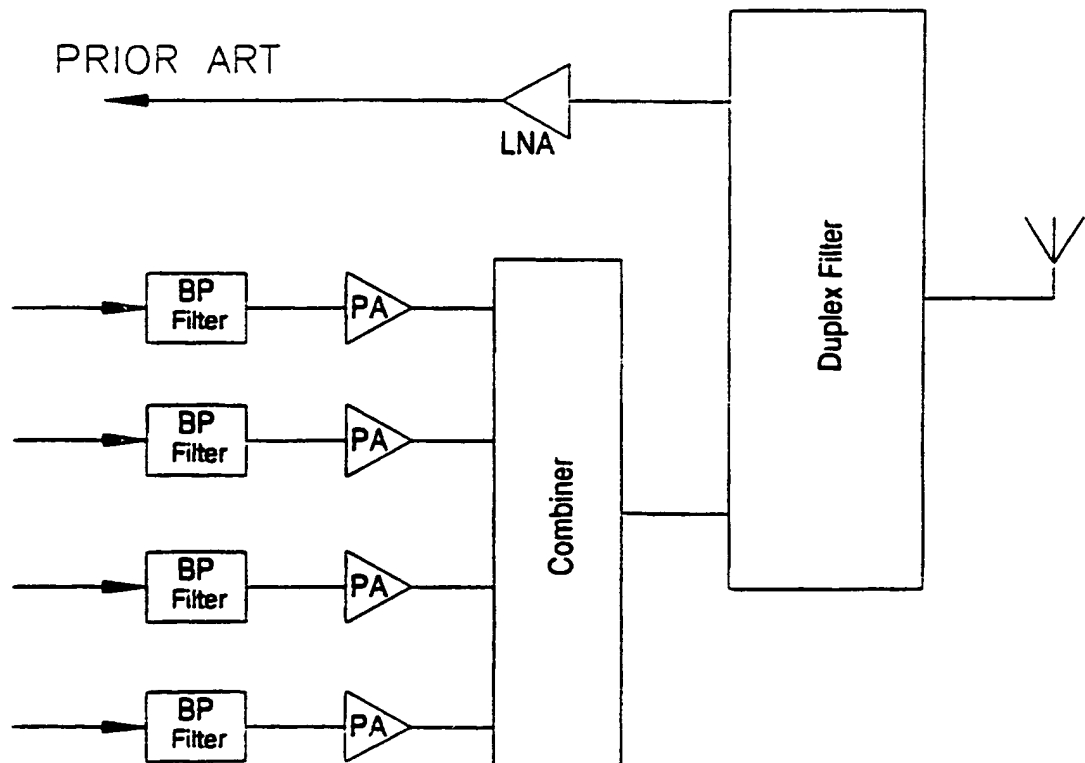 PRIOR ART
LNA
Duplex Filter
BP
Filter
PA
BP
Filter
PA
Combiner
BP
Filter
PA
BP
Filter
PA